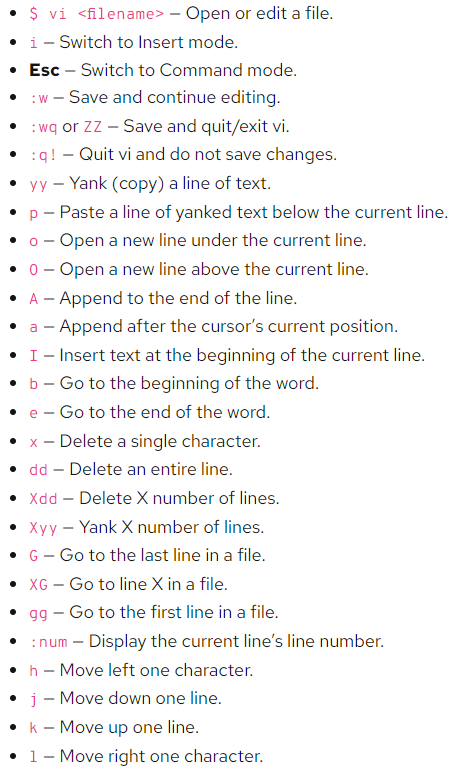 • $ vi <filename> – Open or edit a file.
• i – Switch to Insert mode.
• Esc – Switch to Command mode.
• :w – Save and continue editing.
• :wq or ZZ – Save and quit/exit vi.
• :q! – Quit vi and do not save changes.
• yy – Yank (copy) a line of text.
• p – Paste a line of yanked text below the current line.
• o – Open a new line under the current line.
• O – Open a new line above the current line.
• A – Append to the end of the line.
• a – Append after the cursor’s current position.
• I – Insert text at the beginning of the current line.
• b – Go to the beginning of the word.
• e – Go to the end of the word.
• x – Delete a single character.
• dd – Delete an entire line.
• Xdd – Delete X number of lines.
• Xyy – Yank X number of lines.
• G – Go to the last line in a file.
• XG – Go to line X in a file.
• gg – Go to the first line in a file.
• :num – Display the current line’s line number.
• h – Move left one character.
• j – Move down one line.
• k – Move up one line.
• l – Move right one character.